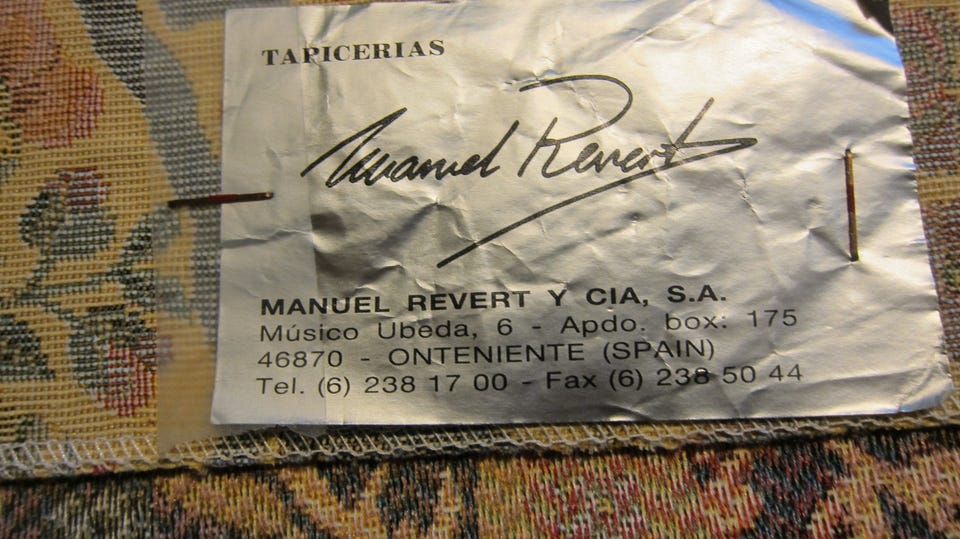 TAPICERIAS
Manuel Revert
MANUEL REVERT Y CIA, S.A.
Músico Ubeda, 6 - Apdo. box: 175
46870 - ONTENIENTE (SPAIN)
Tel. (6) 238 17 00 - Fax (6) 238 50 44